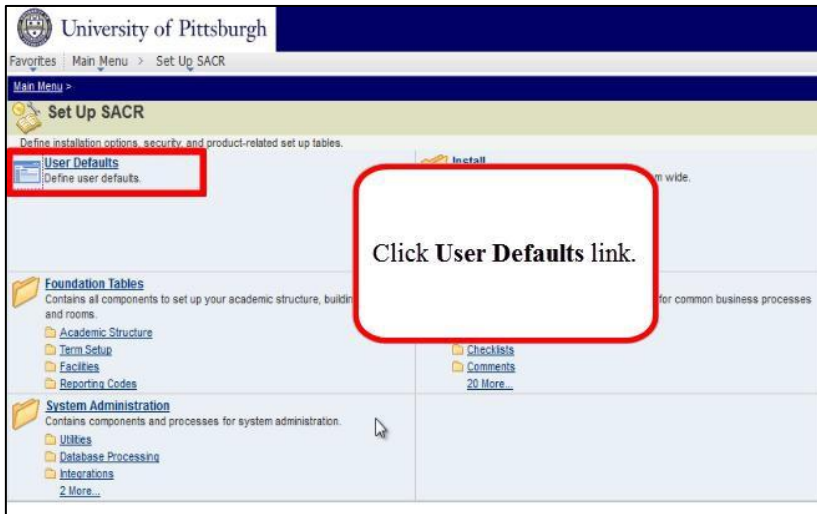 University of Pittsburgh
Favorites Main Menu > Set Up SACR
Main Menu >
Set Up SACR
Define installation options, security, and product-related set up tables.
User Defaults
Define user defaults.
Install
m wide.
Click User Defaults link.
Foundation Tables
Contains all components to set up your academic structure, buildin
and rooms.
Academic Structure
Term Setup
Facilities
Reporting Codes
for common business processes
Checklists
Comments
20 More...
System Administration
Contains components and processes for system administration.
Utilities
Database Processing
Integrations
2 More...